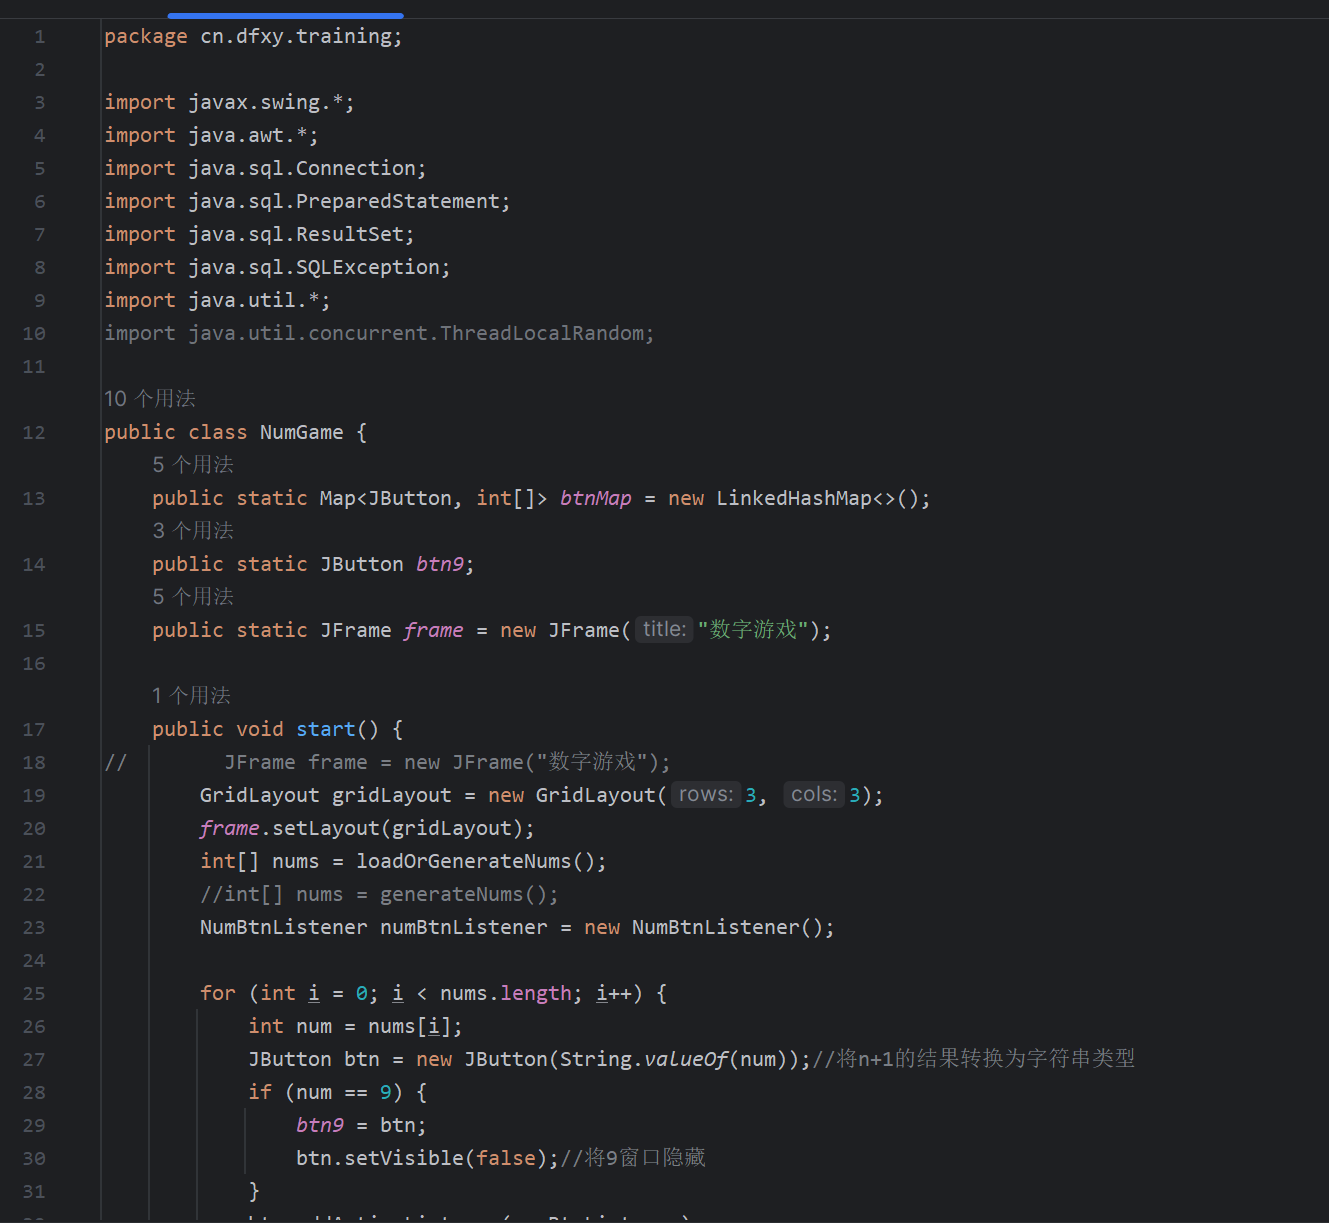 1 package cn.dfxy.training;
2
3 import javax.swing.*;
4 import java.awt.*;
5 import java.sql.Connection;
6 import java.sql.PreparedStatement;
7 import java.sql.ResultSet;
8 import java.sql.SQLException;
9 import java.util.*;
10 import java.util.concurrent.ThreadLocalRandom;
11
10 个用法
12 public class NumGame {
5 个用法
13 public static Map<JButton, int[]> btnMap = new LinkedHashMap<>();
3 个用法
14 public static JButton btn9;
5 个用法
15 public static JFrame frame = new JFrame( title: "数字游戏");
16
1 个用法
17 public void start() {
18 // JFrame frame = new JFrame("数字游戏");
19 GridLayout gridLayout = new GridLayout( rows: 3, cols: 3);
20 frame.setLayout(gridLayout);
21 int[] nums = loadOrGenerateNums();
22 //int[] nums = generateNums();
23 NumBtnListener numBtnListener = new NumBtnListener();
24
25 for (int i = 0; i < nums.length; i++) {
26 int num = nums[i];
27 JButton btn = new JButton(String.valueOf(num));//将n+1的结果转换为字符串类型
28 if (num == 9) {
29 btn9 = btn;
30 btn.setVisible(false);//将9窗口隐藏
31 }